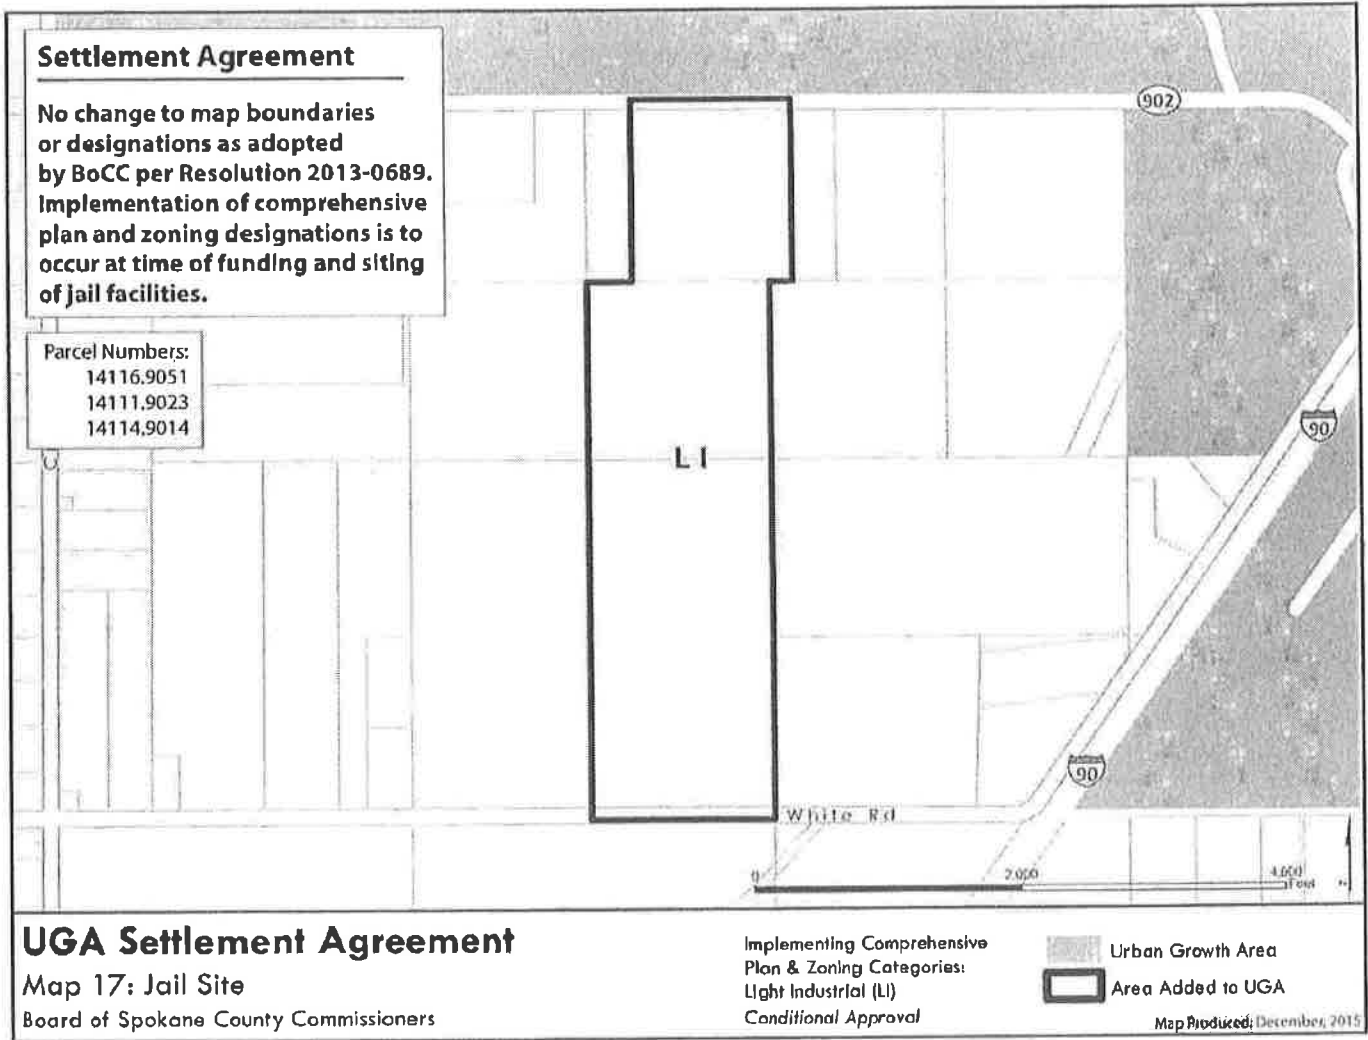 Settlement Agreement
No change to map boundaries
or designations as adopted
by BoCC per Resolution 2013-0689.
Implementation of comprehensive
plan and zoning designations is to
occur at time of funding and siting
of jail facilities.
Parcel Numbers:
14116.9051
14111.9023
14114.9014
902
90
LI
90
White Rd
0
2,000
4,000
Feet
UGA Settlement Agreement
Map 17: Jail Site
Board of Spokane County Commissioners
Implementing Comprehensive
Plan & Zoning Categories:
Light Industrial (LI)
Conditional Approval
Urban Growth Area
Area Added to UGA
Map Produced: December, 2015